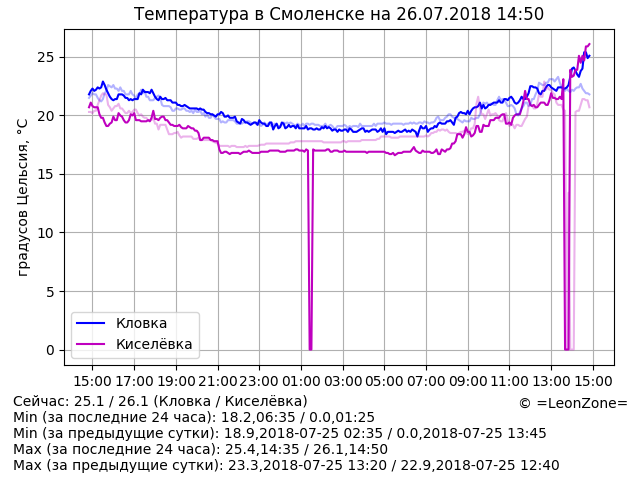 Температура в Смоленске на 26.07.2018 14:50
градусов Цельсия, °C
25
20
15
10
5
0
Кловка
Киселёвка
15:00 17:00 19:00 21:00 23:00 01:00 03:00 05:00 07:00 09:00 11:00 13:00 15:00
Сейчас: 25.1 / 26.1 (Кловка / Киселёвка)
© =LeonZone=
Min (за последние 24 часа): 18.2,06:35 / 0.0,01:25
Min (за предыдущие сутки): 18.9,2018-07-25 02:35 / 0.0,2018-07-25 13:45
Max (за последние 24 часа): 25.4,14:35 / 26.1,14:50
Max (за предыдущие сутки): 23.3,2018-07-25 13:20 / 22.9,2018-07-25 12:40